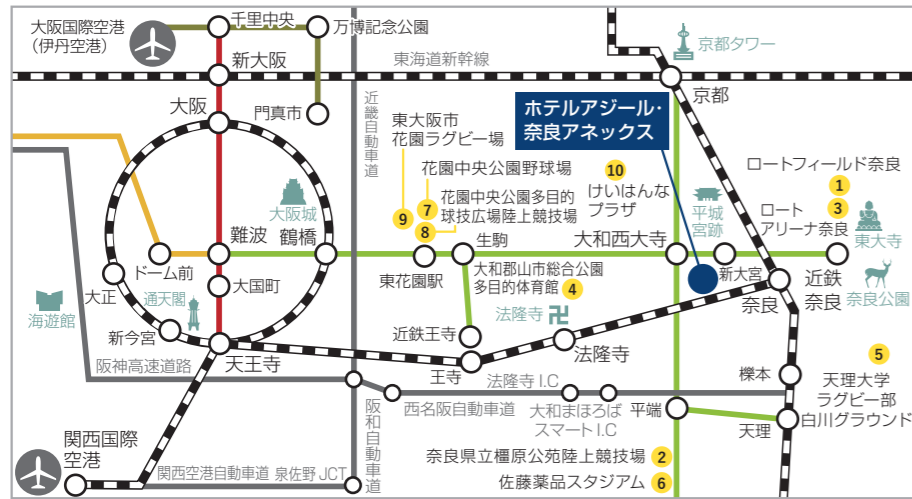 大阪国際空港
（伊丹空港）
千里中央
万博記念公園
京都タワー
新大阪
東海道新幹線
京都
大阪
門真市
近畿自動車道
東大阪市
花園ラグビー場
ホテルアジール・
奈良アネックス
花園中央公園野球場
9
7
8
花園中央公園多目的
球技広場陸上競技場
10
けいはんな
プラザ
ロートフィールド奈良
1
3
ロート
アリーナ奈良
平城
宮跡
東大寺
大阪城
難波
鶴橋
生駒
大和西大寺
ドーム前
東花園駅
新大宮
近鉄
奈良
奈良公園
大正
大国町
大和郡山市総合公園
多目的体育館
4
奈良
海遊館
通天閣
新今宮
近鉄王寺
法隆寺
法隆寺
天王寺
王寺
阪神高速道路
法隆寺I.C
櫟本
5
天理大学
ラグビー部
白川グラウンド
西名阪自動車道
大和まほろば
スマートI.C
平端
天理
阪和自動車道
関西国際
空港
関西空港自動車道
泉佐野JCT
奈良県立橿原公苑陸上競技場
2
佐藤薬品スタジアム
6